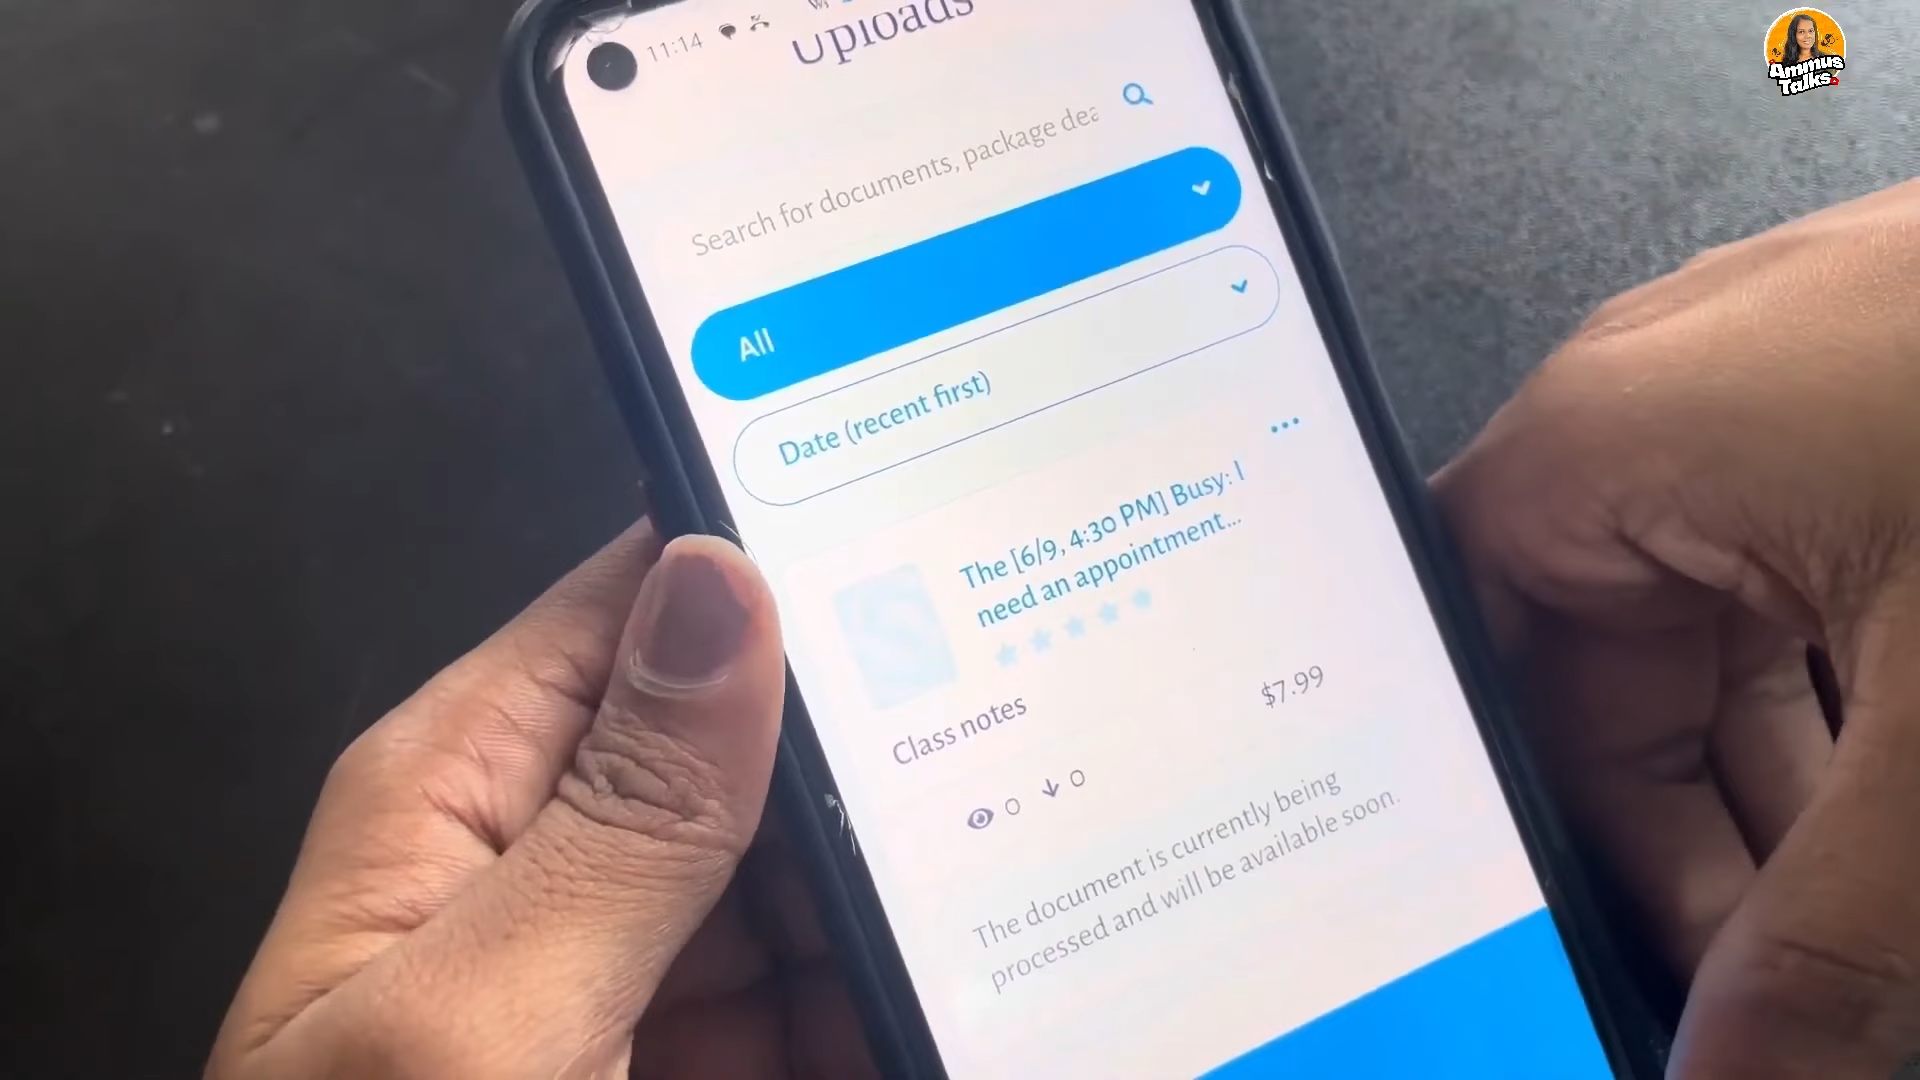 Ammus
Talks
11:14
Uploads
Search for documents, package dea
All
Date (recent first)
The [6/9, 4:30 PM] Busy: I
need an appointment...
Class notes
$7.99
0
0
The document is currently being
processed and will be available soon.